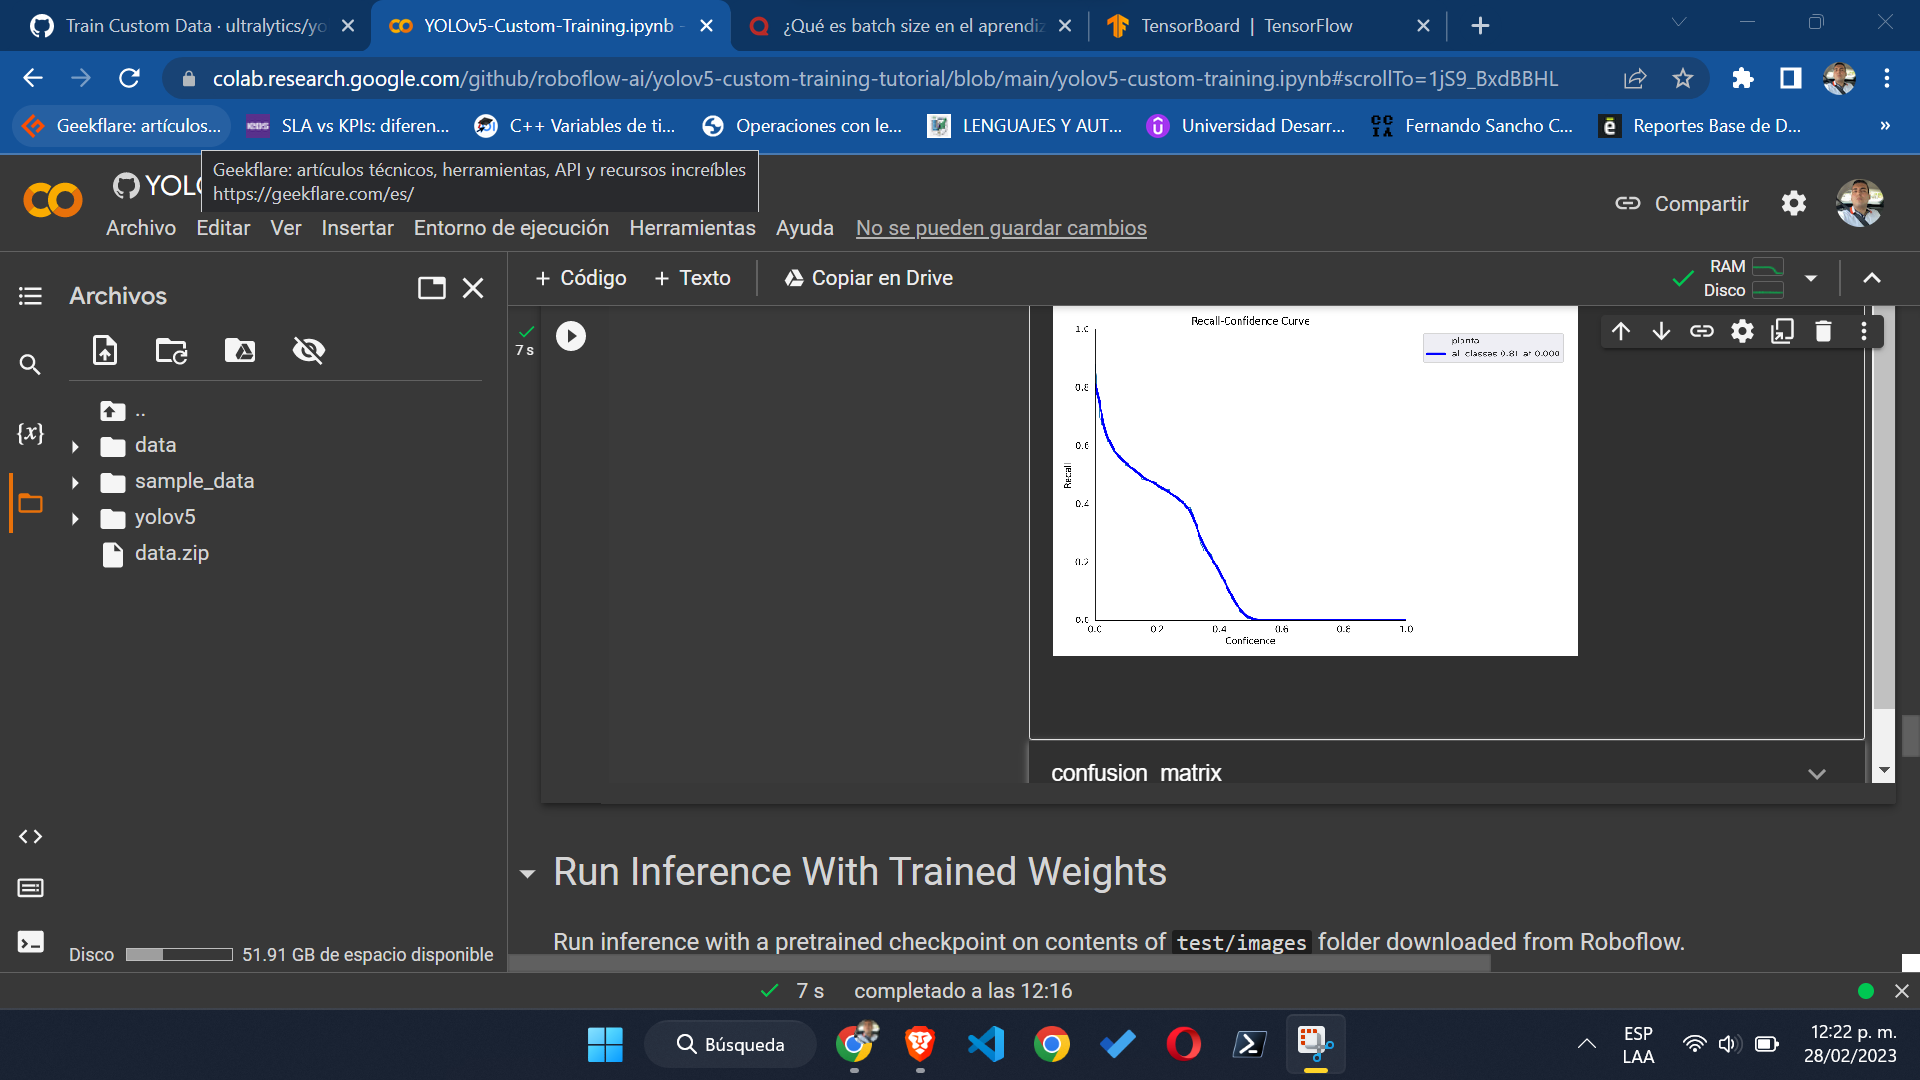 Train Custom Data · ultralytics/yo
YOLOv5-Custom-Training.ipynb -
¿Qué es batch size en el aprendiz
TensorBoard | TensorFlow
colab.research.google.com/github/roboflow-ai/yolov5-custom-training-tutorial/blob/main/yolov5-custom-training.ipynb#scrollTo=1jS9_BxdBBHL
Geekflare: artículos...
SLA vs KPIs: diferen...
C++ Variables de ti...
Operaciones con le...
LENGUAJES Y AUT...
Universidad Desarr...
Fernando Sancho C...
Reportes Base de D...
»
Geekflare: artículos técnicos, herramientas, API y recursos increíbles
https://geekflare.com/es/
YOL
Compartir
Archivo Editar Ver Insertar Entorno de ejecución Herramientas Ayuda No se pueden guardar cambios
Archivos
+ Código + Texto Copiar en Drive
RAM
Disco
..
data
sample_data
yolov5
data.zip
{x}
7 s
Recall-Confidence Curve
planta
al classes 0.81 at 0.000
1.0
0.8
0.6
0.4
0.2
0.0
Recall
0.0 0.2 0.4 0.6 0.8 1.0
Confidence
confusion_matrix
Run Inference With Trained Weights
Run inference with a pretrained checkpoint on contents of test/images folder downloaded from Roboflow.
Disco 51.91 GB de espacio disponible
7 s completado a las 12:16
Búsqueda
ESP
LAA
12:22 p. m.
28/02/2023